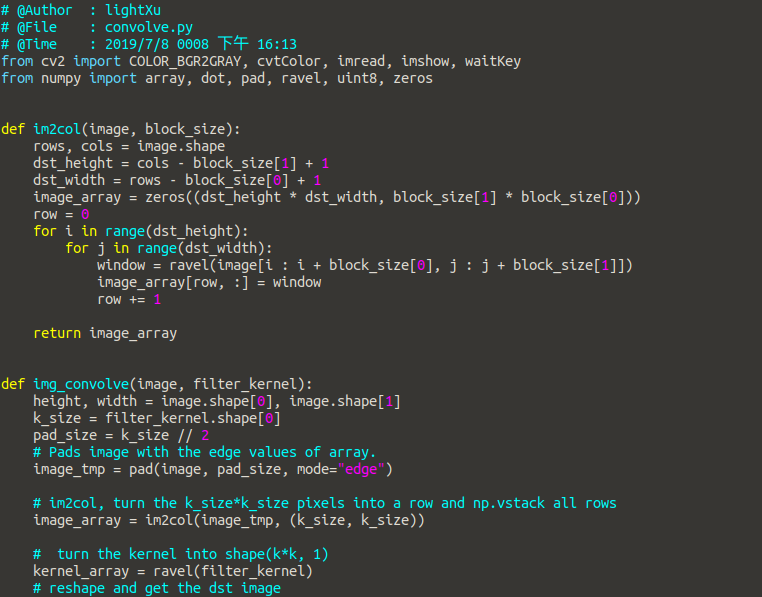 # @Author  : lightXu
# @File    : convolve.py
# @Time    : 2019/7/8 0008 下午 16:13
from cv2 import COLOR_BGR2GRAY, cvtColor, imread, imshow, waitKey
from numpy import array, dot, pad, ravel, uint8, zeros


def im2col(image, block_size):
    rows, cols = image.shape
    dst_height = cols - block_size[1] + 1
    dst_width = rows - block_size[0] + 1
    image_array = zeros((dst_height * dst_width, block_size[1] * block_size[0]))
    row = 0
    for i in range(dst_height):
        for j in range(dst_width):
            window = ravel(image[i : i + block_size[0], j : j + block_size[1]])
            image_array[row, :] = window
            row += 1

    return image_array


def img_convolve(image, filter_kernel):
    height, width = image.shape[0], image.shape[1]
    k_size = filter_kernel.shape[0]
    pad_size = k_size // 2
    # Pads image with the edge values of array.
    image_tmp = pad(image, pad_size, mode="edge")

    # im2col, turn the k_size*k_size pixels into a row and np.vstack all rows
    image_array = im2col(image_tmp, (k_size, k_size))

    #  turn the kernel into shape(k*k, 1)
    kernel_array = ravel(filter_kernel)
    # reshape and get the dst image